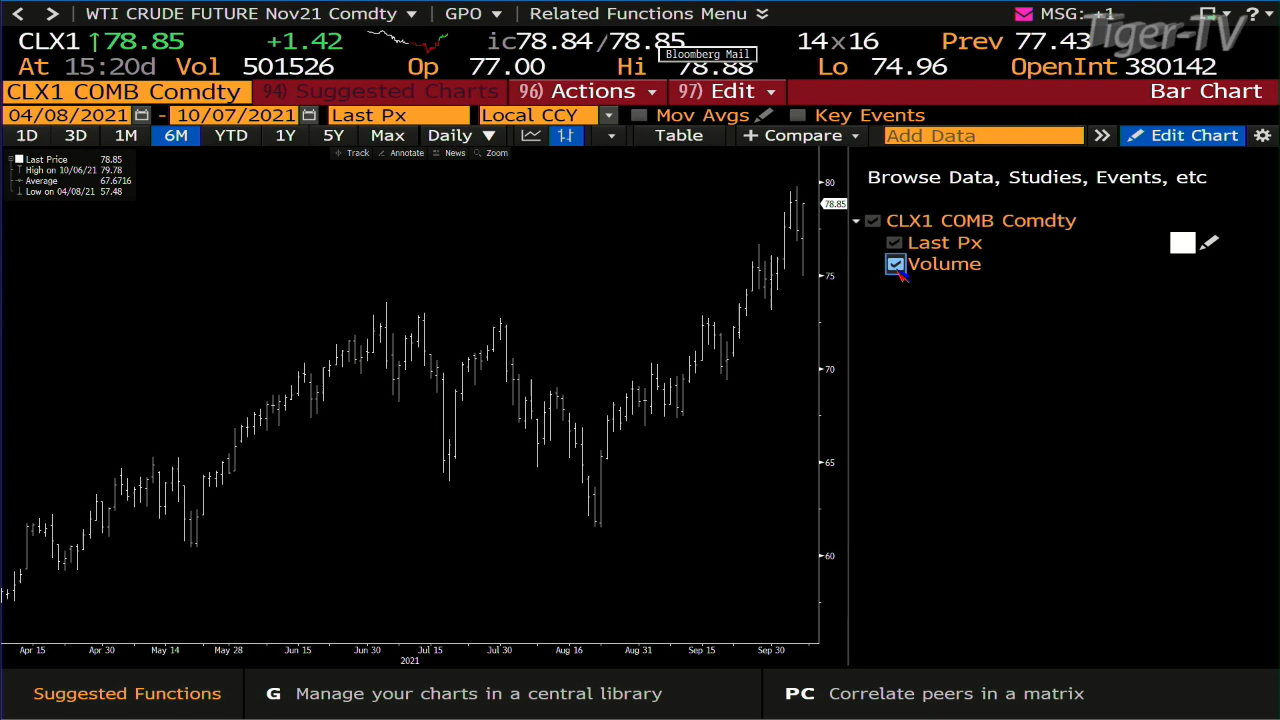 WTI CRUDE FUTURE Nov21 Comdty GPO Related Functions Menu MSG: +1 ?
Tiger-TV
CLX1 ↑78.85 +1.42 ic78.84/78.85 14x16 Prev 77.43
Bloomberg Mail
At 15:20d Vol 501526 Op 77.00 Hi 78.88 Lo 74.96 OpenInt 380142
CLX1 COMB Comdty 94) Suggested Charts 96) Actions 97) Edit Bar Chart
04/08/2021 - 10/07/2021 Last Px Local CCY Mov Avgs Key Events
1D 3D 1M 6M YTD 1Y 5Y Max Daily ▼ Table + Compare Add Data » Edit Chart
Track Annotate News Zoom
Last Price 78.85
High on 10/06/21 79.78
Average 67.6716
Low on 04/08/21 57.48
Browse Data, Studies, Events, etc
CLX1 COMB Comdty
Last Px
Volume
80
78.85
75
70
65
60
Apr 15 Apr 30 May 14 May 28 Jun 15 Jun 30 Jul 15 Jul 30 Aug 16 Aug 31 Sep 15 Sep 30
2021
Suggested Functions G Manage your charts in a central library PC Correlate peers in a matrix